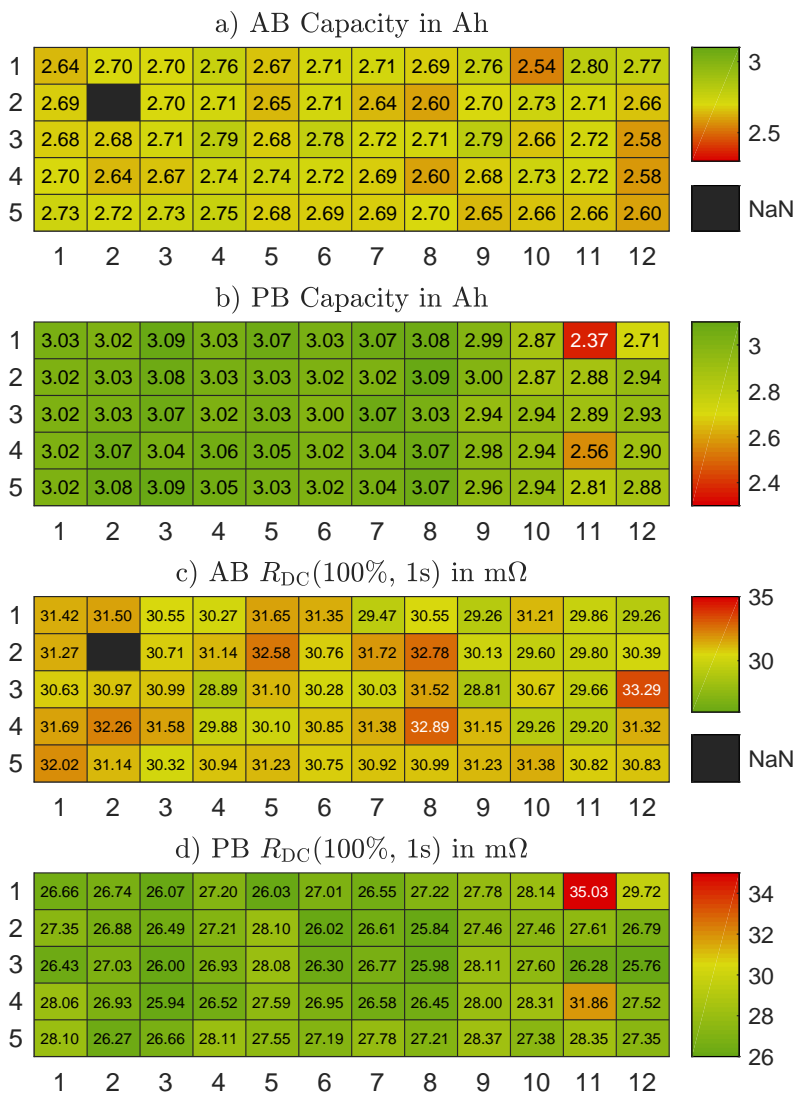 a) AB Capacity in Ah
1 2.64 2.70 2.70 2.76 2.67 2.71 2.71 2.69 2.76 2.54 2.80 2.77 3
2 2.69 2.70 2.71 2.65 2.71 2.64 2.60 2.70 2.73 2.71 2.66
3 2.68 2.68 2.71 2.79 2.68 2.78 2.72 2.71 2.79 2.66 2.72 2.58 2.5
4 2.70 2.64 2.67 2.74 2.74 2.72 2.69 2.60 2.68 2.73 2.72 2.58
5 2.73 2.72 2.73 2.75 2.68 2.69 2.69 2.70 2.65 2.66 2.66 2.60 NaN
1 2 3 4 5 6 7 8 9 10 11 12
b) PB Capacity in Ah
1 3.03 3.02 3.09 3.03 3.07 3.03 3.07 3.08 2.99 2.87 2.37 2.71 3
2 3.02 3.03 3.08 3.03 3.03 3.02 3.02 3.09 3.00 2.87 2.88 2.94 2.8
3 3.02 3.03 3.07 3.02 3.03 3.00 3.07 3.03 2.94 2.94 2.89 2.93
4 3.02 3.07 3.04 3.06 3.05 3.03 3.04 3.07 2.98 2.94 2.56 2.90 2.6
5 3.02 3.08 3.09 3.05 3.03 3.02 3.04 3.07 2.96 2.94 2.81 2.88 2.4
1 2 3 4 5 6 7 8 9 10 11 12
c) AB R_DC(100%, 1s) in mΩ
1 31.42 31.50 30.55 30.27 31.65 31.35 29.47 30.55 29.26 31.21 29.86 29.26 35
2 31.27 30.71 31.14 32.58 30.76 31.72 32.78 30.13 29.60 29.80 30.39 30
3 30.63 30.97 30.99 28.89 31.10 30.28 30.03 31.52 28.81 30.67 29.66 33.29
4 31.69 32.26 31.58 29.88 30.10 30.85 31.38 32.89 31.15 29.26 29.20 31.32
5 32.02 31.14 30.32 30.94 31.23 30.75 30.92 30.99 31.23 31.38 30.82 30.83 NaN
1 2 3 4 5 6 7 8 9 10 11 12
d) PB R_DC(100%, 1s) in mΩ
1 26.66 26.74 26.07 27.20 26.03 27.01 26.55 27.22 27.78 28.14 35.03 29.72 34
2 27.35 26.88 26.49 27.21 28.10 26.02 26.61 25.84 27.46 27.46 27.61 26.79 32
3 26.43 27.03 26.00 26.93 28.08 26.30 26.77 25.98 28.11 27.60 26.28 25.76 30
4 28.06 26.93 25.94 26.52 27.59 26.95 26.58 26.45 28.00 28.31 31.86 27.52 28
5 28.10 26.27 26.66 28.11 27.55 27.19 27.78 27.21 28.37 27.38 28.35 27.35 26
1 2 3 4 5 6 7 8 9 10 11 12